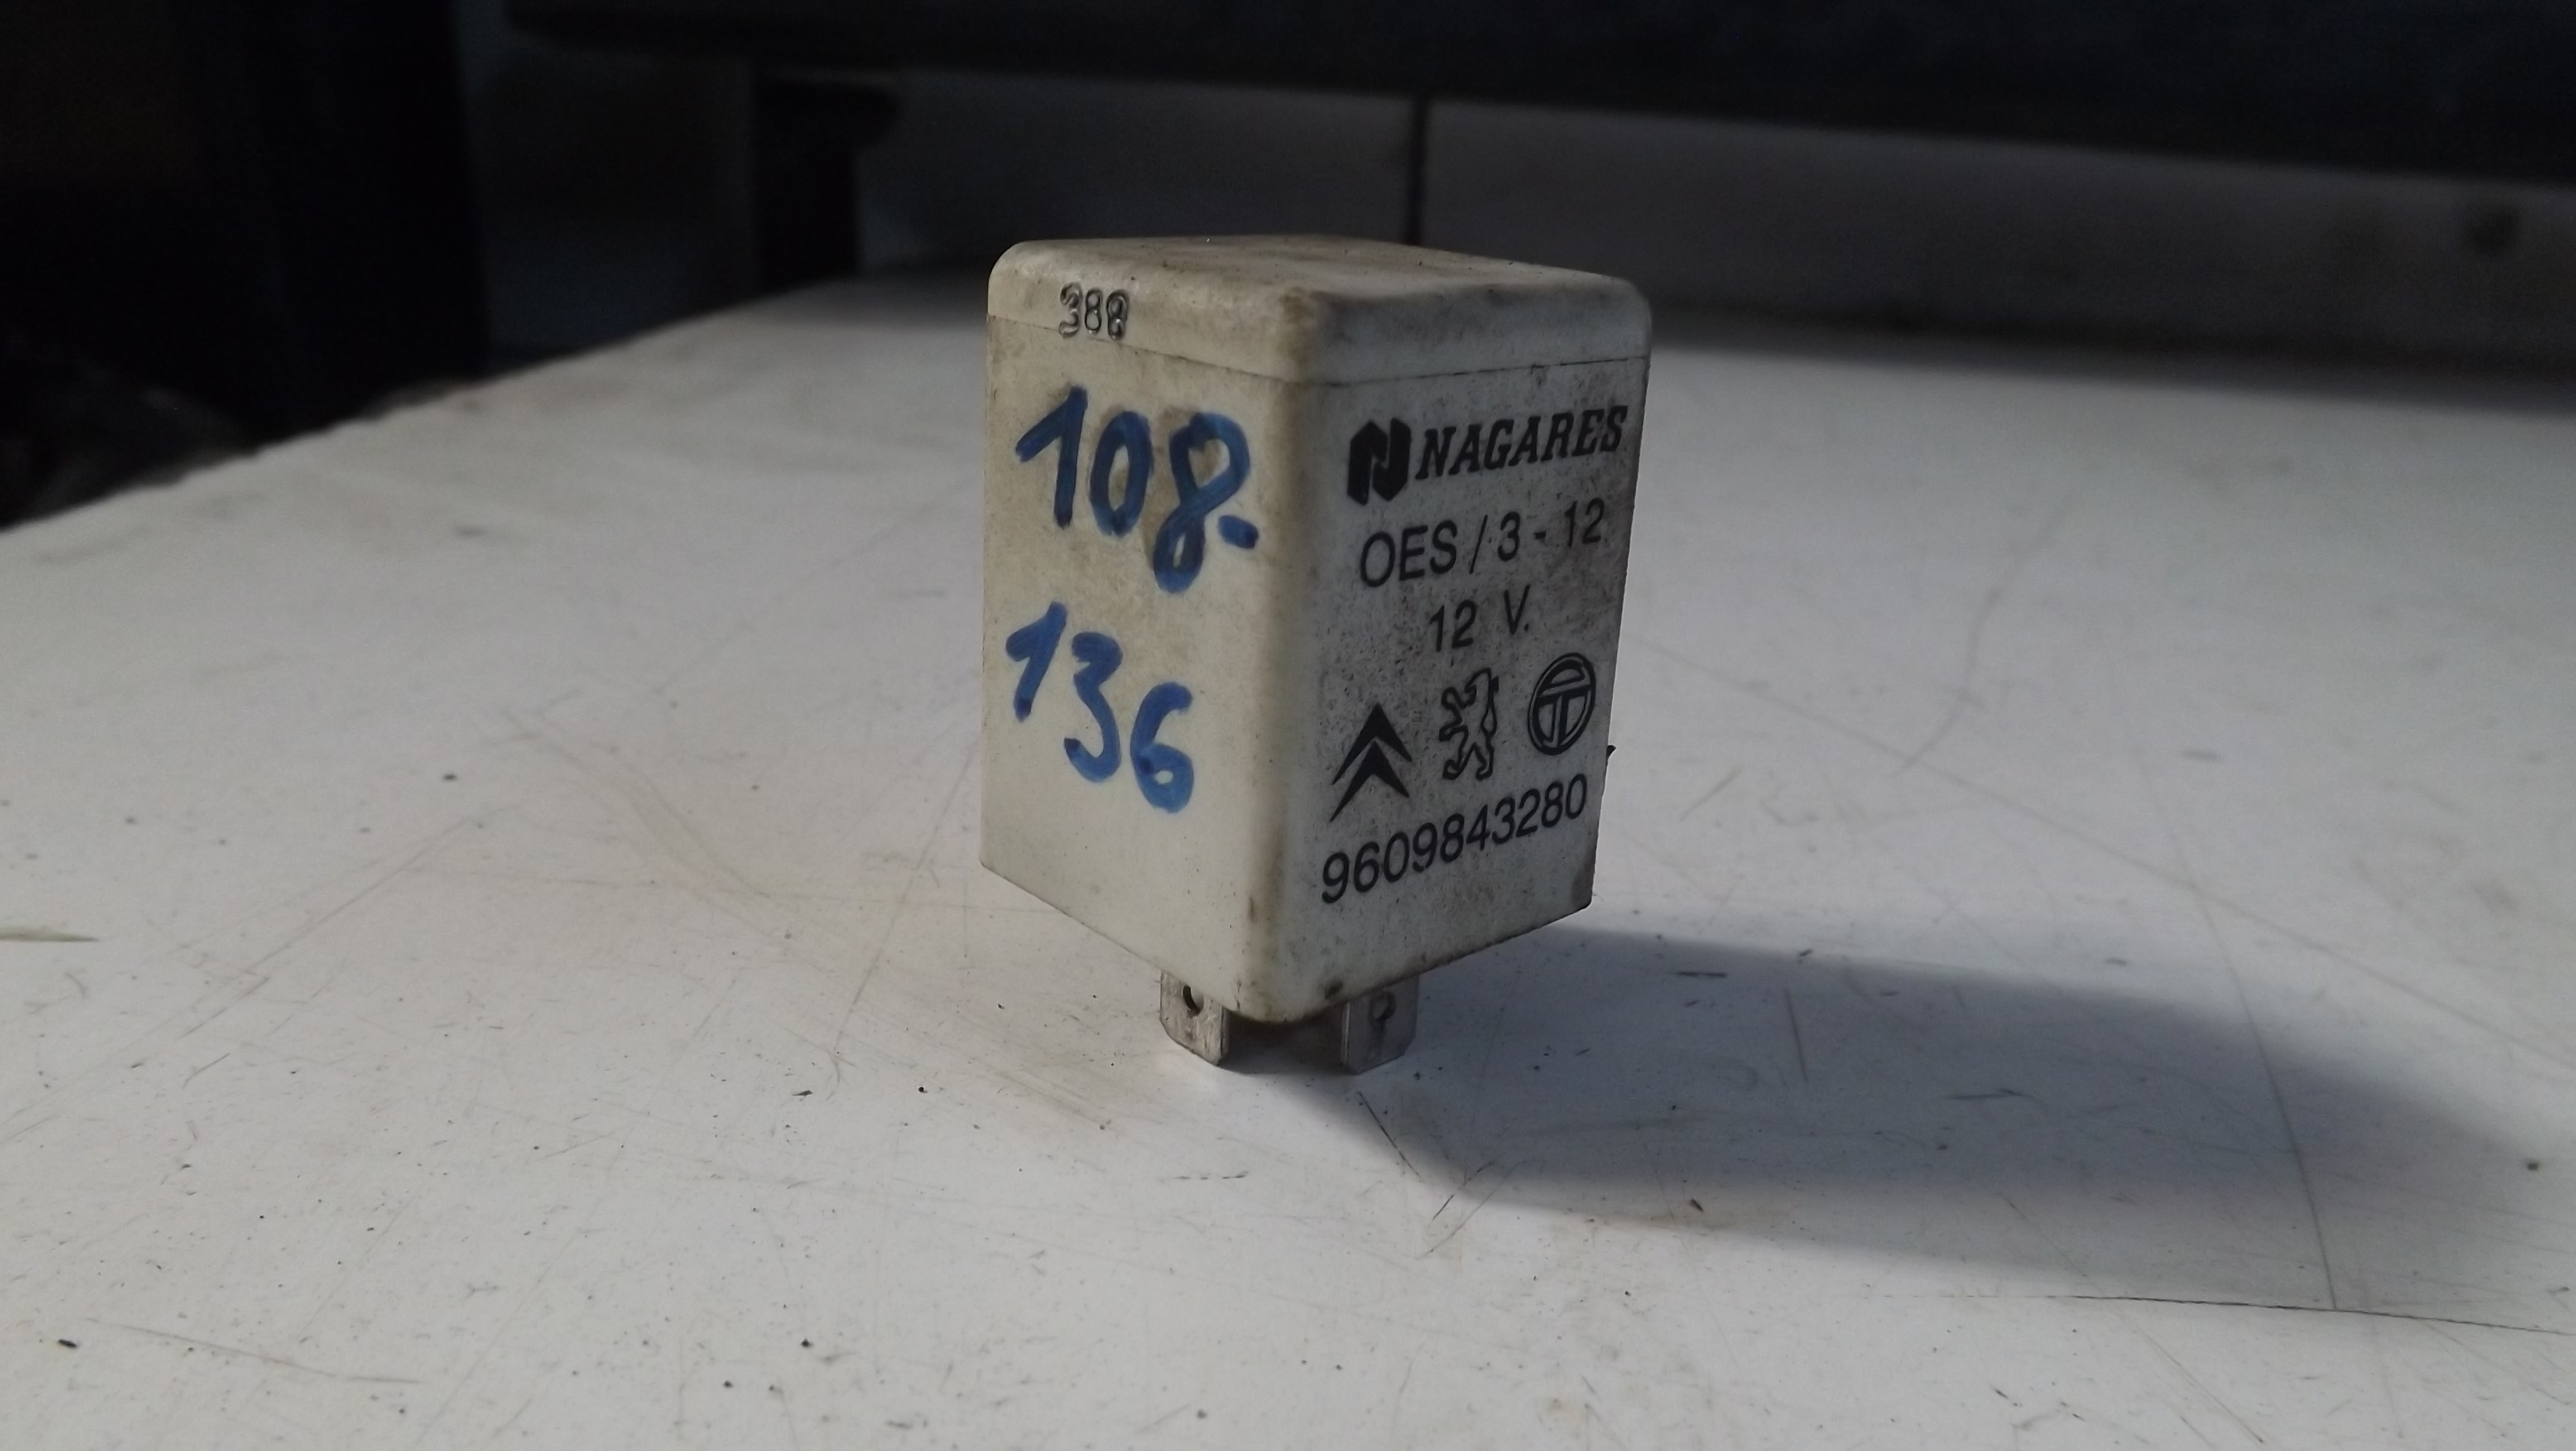 388
108-
136
NAGARES
OES / 3 - 12
12 V.
9609843280